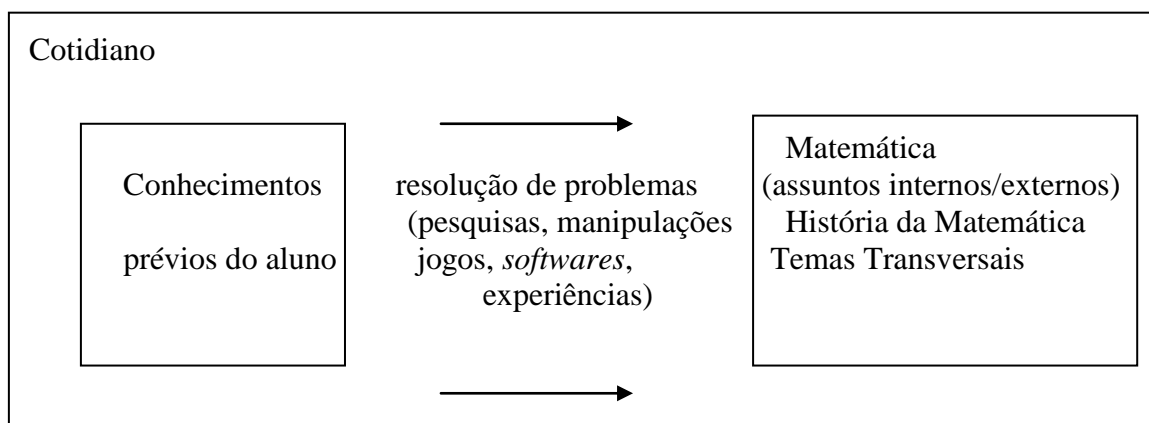 Cotidiano
Conhecimentos
prévios do aluno
resolução de problemas
(pesquisas, manipulações
jogos, softwares,
experiências)
Matemática
(assuntos internos/externos)
História da Matemática
Temas Transversais